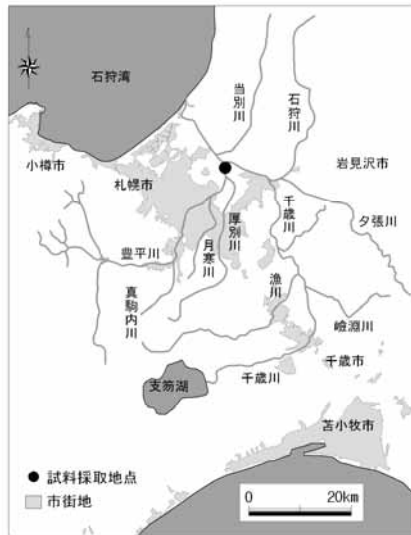 石狩湾
当別川
石狩川
小樽市
札幌市
岩見沢市
千歳川
夕張川
豊平川
月寒川
厚別川
真駒内川
漁川
嶮淵川
千歳市
支笏湖
千歳川
苫小牧市
試料採取地点
市街地
0 20km